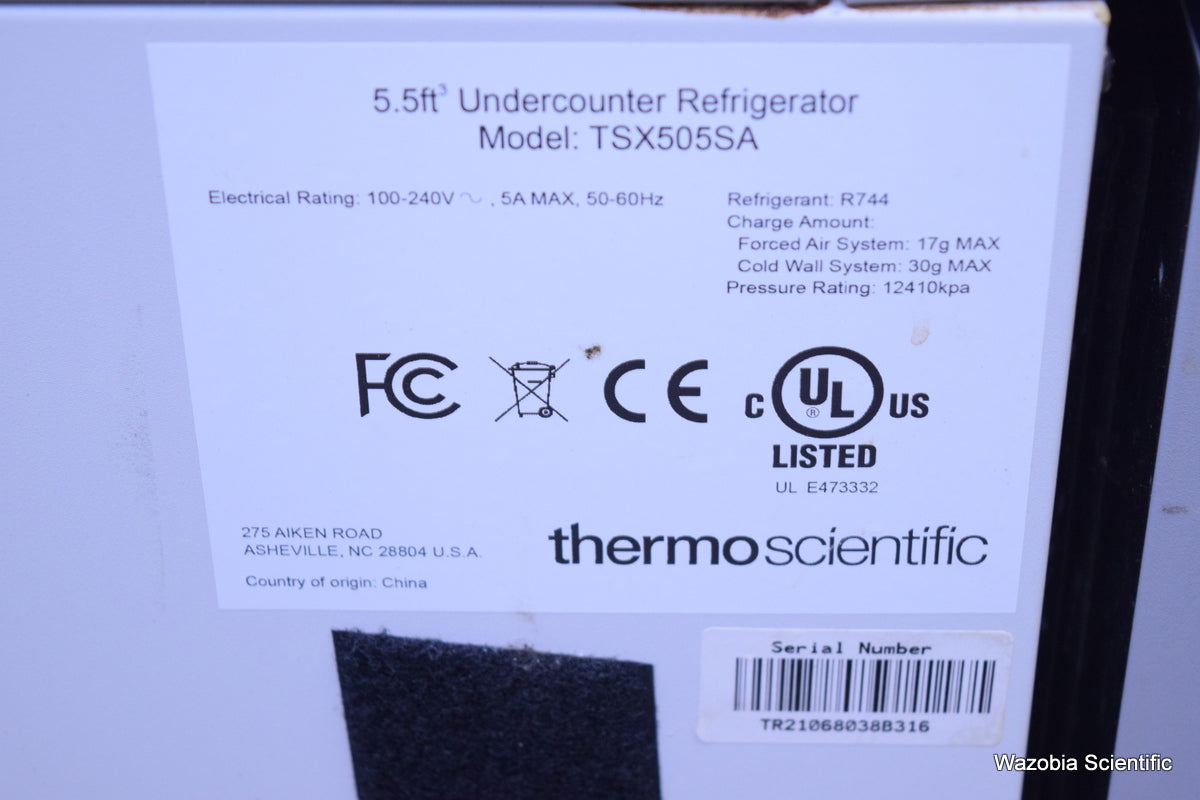 5.5ft³ Undercounter Refrigerator
Model: TSX505SA
Electrical Rating: 100-240V ~ , 5A MAX, 50-60Hz
Refrigerant: R744
Charge Amount:
Forced Air System: 17g MAX
Cold Wall System: 30g MAX
Pressure Rating: 12410kpa
FC
CE
C UL ® US
LISTED
UL E473332
275 AIKEN ROAD
ASHEVILLE, NC 28804 U.S.A.
Country of origin: China
thermo scientific
Serial Number
TR21068038B316
Wazobia Scientific